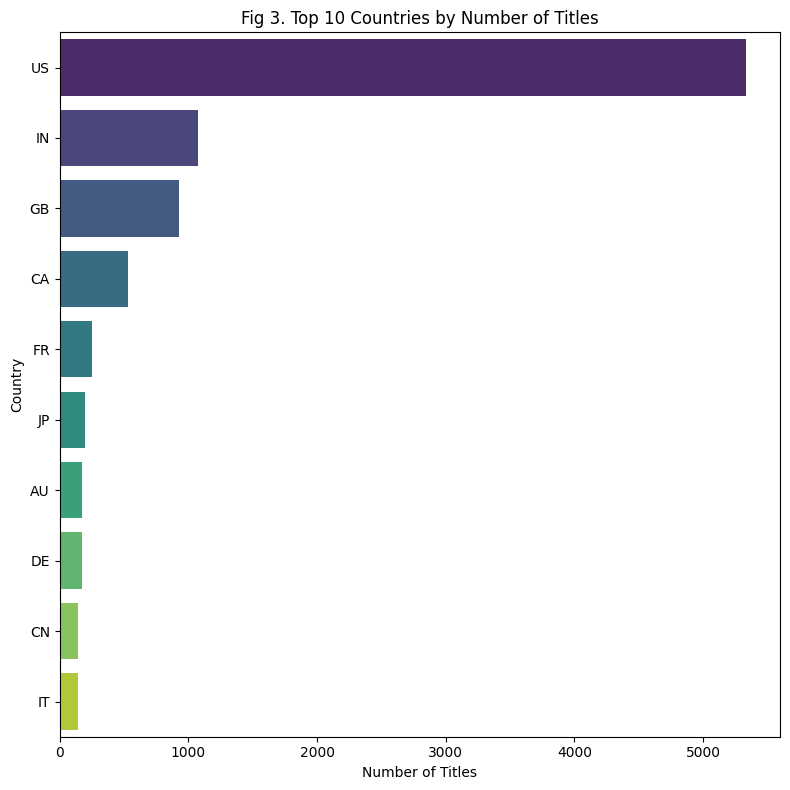 Fig 3. Top 10 Countries by Number of Titles
US
IN
GB
CA
FR
JP
AU
DE
CN
IT
Country
0 1000 2000 3000 4000 5000
Number of Titles